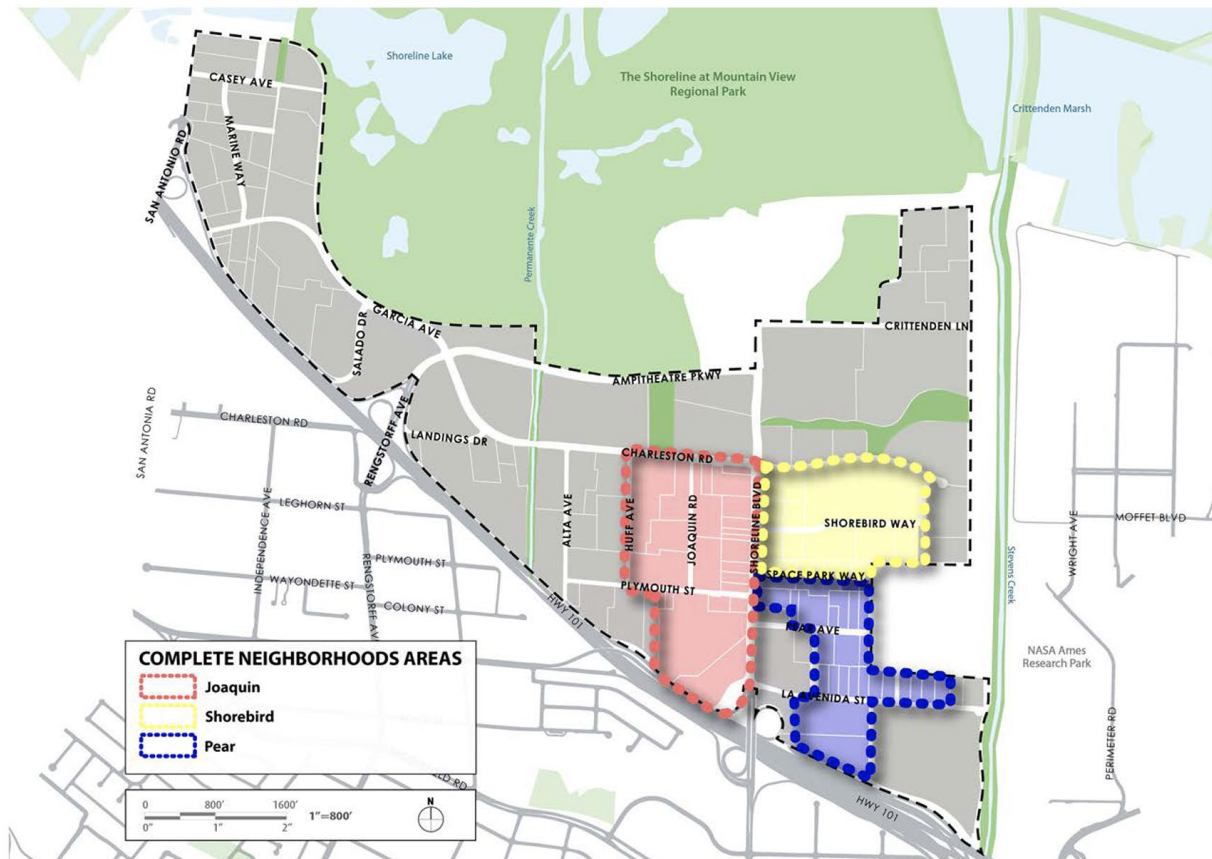 Shoreline Lake
The Shoreline at Mountain View
Regional Park
CASEY AVE
Crittenden Marsh
MARINE WAY
SAN ANTONIO RD
Permanente Creek
GARCIA AVE
SALADO DR
CRITTENDEN LN
AMPITHEATRE PKWY
SAN ANTONIA RD
CHARLESTON RD
RENGSTORFF AVE
LANDINGS DR
CHARLESTON RD
INDEPENDENCE AVE
LEGHORN ST
ALTA AVE
HUFF AVE
JOAQUIN RD
SHORELINE BLVD
SHOREBIRD WAY
WRIGHT AVE
MOFFET BLVD
PLYMOUTH ST
RENGSTORFF AV
WAYONDETTE ST
COLONY ST
HWY 101
PLYMOUTH ST
SPACE PARK WAY
Stevens Creek
PEAR AVE
NASA Ames
Research Park
LA AVENIDA ST
PERIMETER RD
HWY 101
COMPLETE NEIGHBORHOODS AREAS
Joaquin
Shorebird
Pear
0 800' 1600'
0" 1" 2"
1"=800'
N